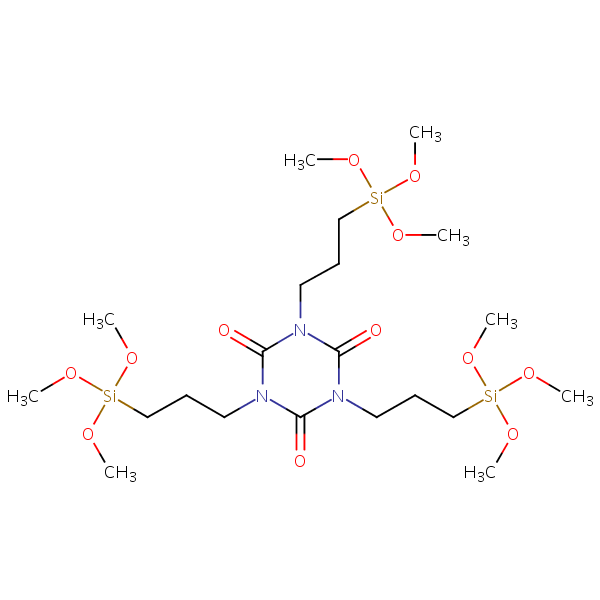 CH₃
H₃C O O
Si
O CH₃
O N O
H₃C CH₃
O O
H₃C O Si N N Si O CH₃
O O
O
CH₃ H₃C